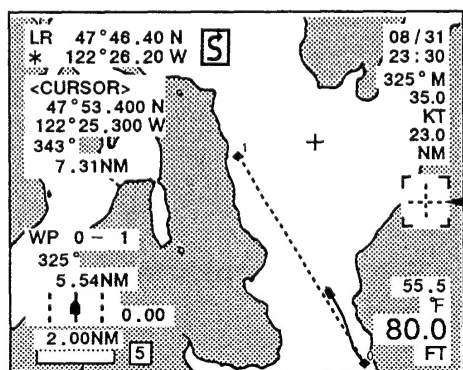 LR 47°46.40 N
* 122°26.20 W
S
<CURSOR>
47°53.400 N
122°25.300 W
343°
7.31NM
WP 0 - 1
325°
5.54NM
0.00
2.00NM
5
1
0
08/31
23:30
325°M
35.0
KT
23.0
NM
55.5
°F
80.0
FT